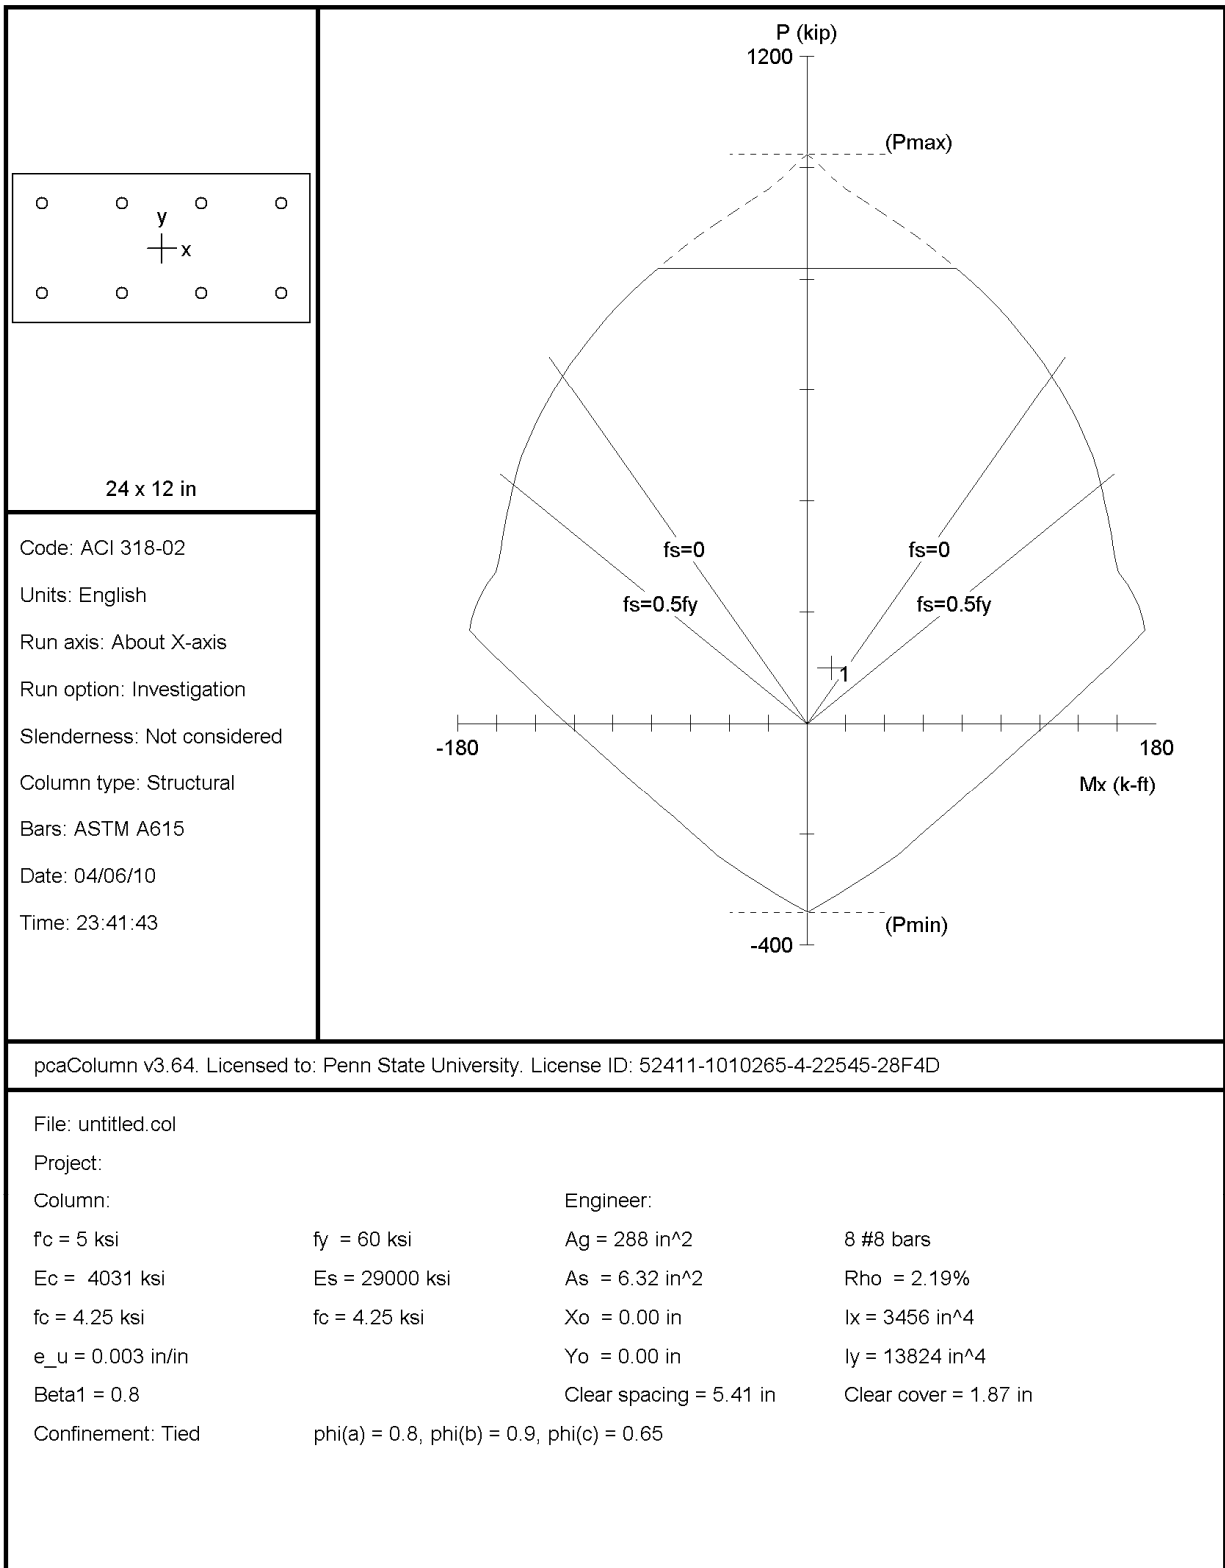 y
x
24 x 12 in
Code: ACI 318-02
Units: English
Run axis: About X-axis
Run option: Investigation
Slenderness: Not considered
Column type: Structural
Bars: ASTM A615
Date: 04/06/10
Time: 23:41:43
P (kip)
1200
(Pmax)
fs=0
fs=0
fs=0.5fy
fs=0.5fy
1
-180
180
Mx (k-ft)
(Pmin)
-400
pcaColumn v3.64. Licensed to: Penn State University. License ID: 52411-1010265-4-22545-28F4D
File: untitled.col
Project:
Column: Engineer:
f'c = 5 ksi fy = 60 ksi Ag = 288 in^2 8 #8 bars
Ec = 4031 ksi Es = 29000 ksi As = 6.32 in^2 Rho = 2.19%
fc = 4.25 ksi fc = 4.25 ksi Xo = 0.00 in Ix = 3456 in^4
e_u = 0.003 in/in Yo = 0.00 in Iy = 13824 in^4
Beta1 = 0.8 Clear spacing = 5.41 in Clear cover = 1.87 in
Confinement: Tied phi(a) = 0.8, phi(b) = 0.9, phi(c) = 0.65